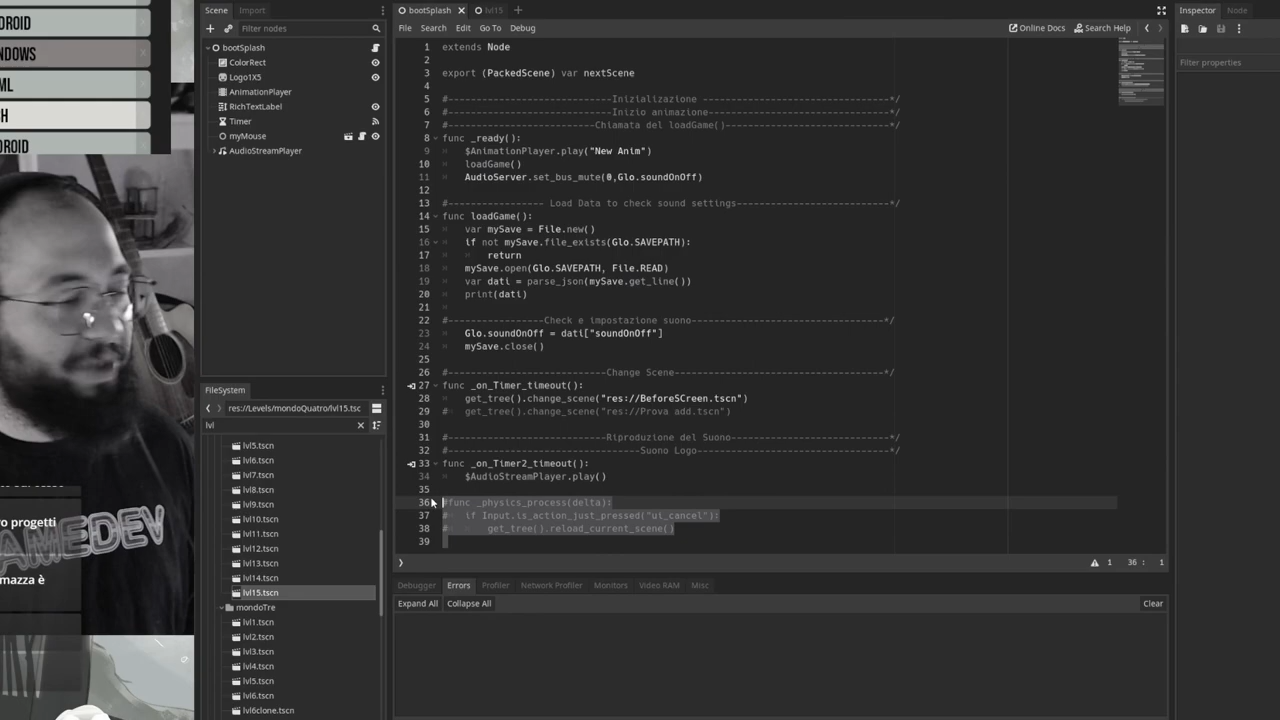 DROID
NDOWS
ML
H
DROID
o progetti
mazza è
AMEDEV
Scene
Import
Filter nodes
bootSplash
ColorRect
Logo1X5
AnimationPlayer
RichTextLabel
Timer
myMouse
AudioStreamPlayer
FileSystem
res://Levels/mondoQuatro/lvl15.tsc
lvl
lvl5.tscn
lvl6.tscn
lvl7.tscn
lvl8.tscn
lvl9.tscn
lvl10.tscn
lvl11.tscn
lvl12.tscn
lvl13.tscn
lvl14.tscn
lvl15.tscn
mondoTre
lvl1.tscn
lvl2.tscn
lvl3.tscn
lvl4.tscn
lvl5.tscn
lvl6.tscn
lvl6clone.tscn
bootSplash
lvl15
File Search Edit Go To Debug
Online Docs
Search Help
1 extends Node
2
3 export (PackedScene) var nextScene
4
5 #-----------------------------Inizializazione ---------------------------------*/
6 #-----------------------------Inizio animazione---------------------------------*/
7 #--------------------------Chiamata del loadGame()-----------------------------*/
8 func _ready():
9 $AnimationPlayer.play("New Anim")
10 loadGame()
11 AudioServer.set_bus_mute(0,Glo.soundOnOff)
12
13 #----------------- Load Data to check sound settings---------------------------*/
14 func loadGame():
15 var mySave = File.new()
16 if not mySave.file_exists(Glo.SAVEPATH):
17 return
18 mySave.open(Glo.SAVEPATH, File.READ)
19 var dati = parse_json(mySave.get_line())
20 print(dati)
21
22 #--------------------Check e impostazione suono-----------------------------------*/
23 Glo.soundOnOff = dati["soundOnOff"]
24 mySave.close()
25
26 #----------------------------Change Scene---------------------------------*/
27 func _on_Timer_timeout():
28 get_tree().change_scene("res://BeforeSCreen.tscn")
29 # get_tree().change_scene("res://Prova add.tscn")
30
31 #----------------------------Riproduzione del Suono----------------------------*/
32 #------------------------------Suono Logo----------------------------------*/
33 func _on_Timer2_timeout():
34 $AudioStreamPlayer.play()
35
36 #func _physics_process(delta):
37 # if Input.is_action_just_pressed("ui_cancel"):
38 # get_tree().reload_current_scene()
39
1 36 : 1
Debugger Errors Profiler Network Profiler Monitors Video RAM Misc
Expand All Collapse All
Clear
Inspector
Node
Filter properties